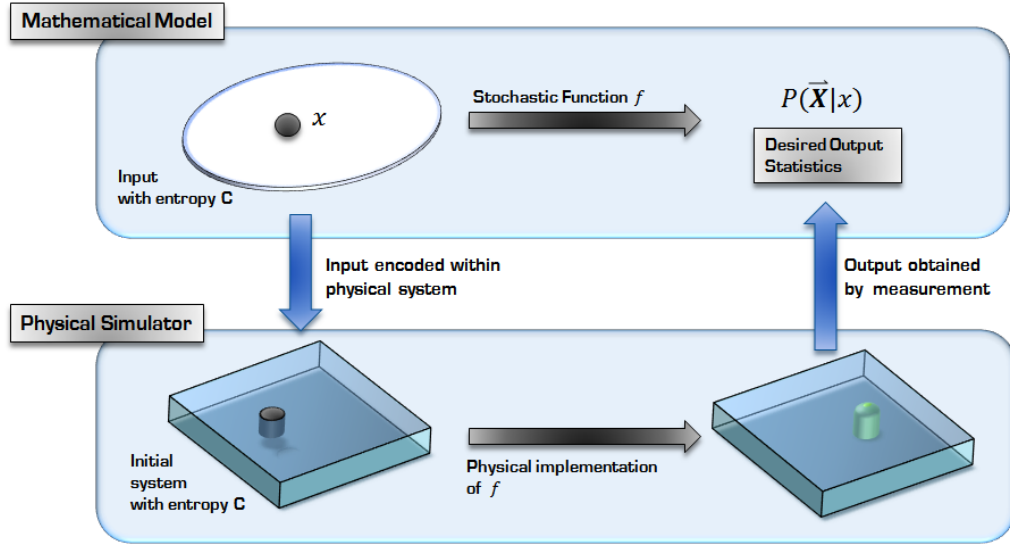 Mathematical Model
x
Stochastic Function f
P(X⃗|x)
Desired Output
Statistics
Input
with entropy C
Input encoded within
physical system
Output obtained
by measurement
Physical Simulator
Initial
system
with entropy C
Physical implementation
of f